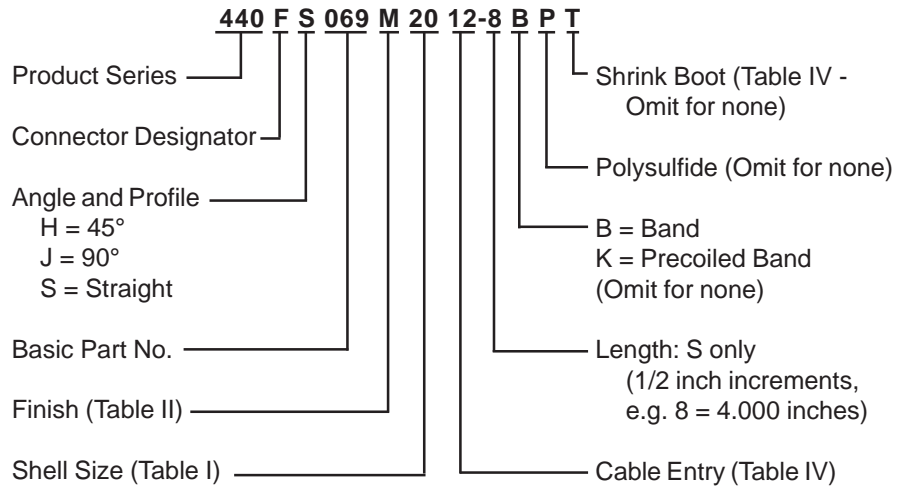 440 F S 069 M 20 12-8 B P T
Product Series
Connector Designator
Angle and Profile
H = 45°
J = 90°
S = Straight
Basic Part No.
Finish (Table II)
Shell Size (Table I)
Shrink Boot (Table IV -
Omit for none)
Polysulfide (Omit for none)
B = Band
K = Precoiled Band
(Omit for none)
Length: S only
(1/2 inch increments,
e.g. 8 = 4.000 inches)
Cable Entry (Table IV)